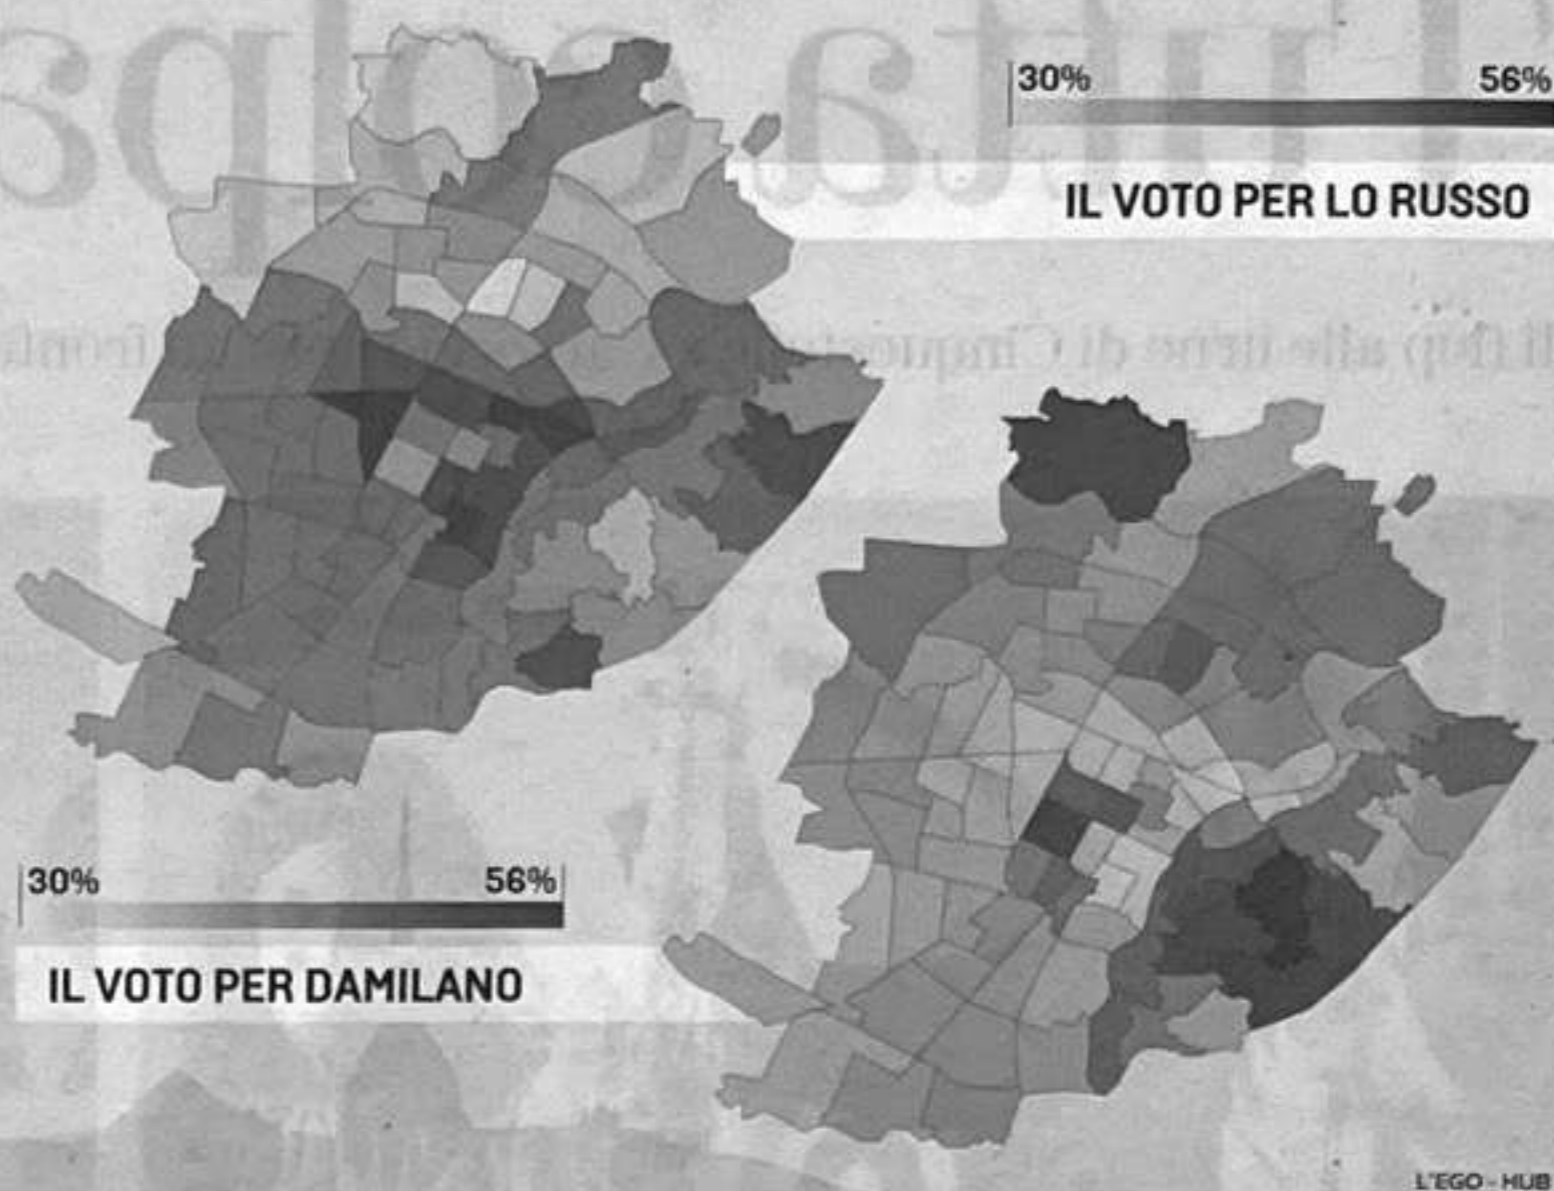 30% 56%
IL VOTO PER LO RUSSO
30% 56%
IL VOTO PER DAMILANO
L'EGO - HUB